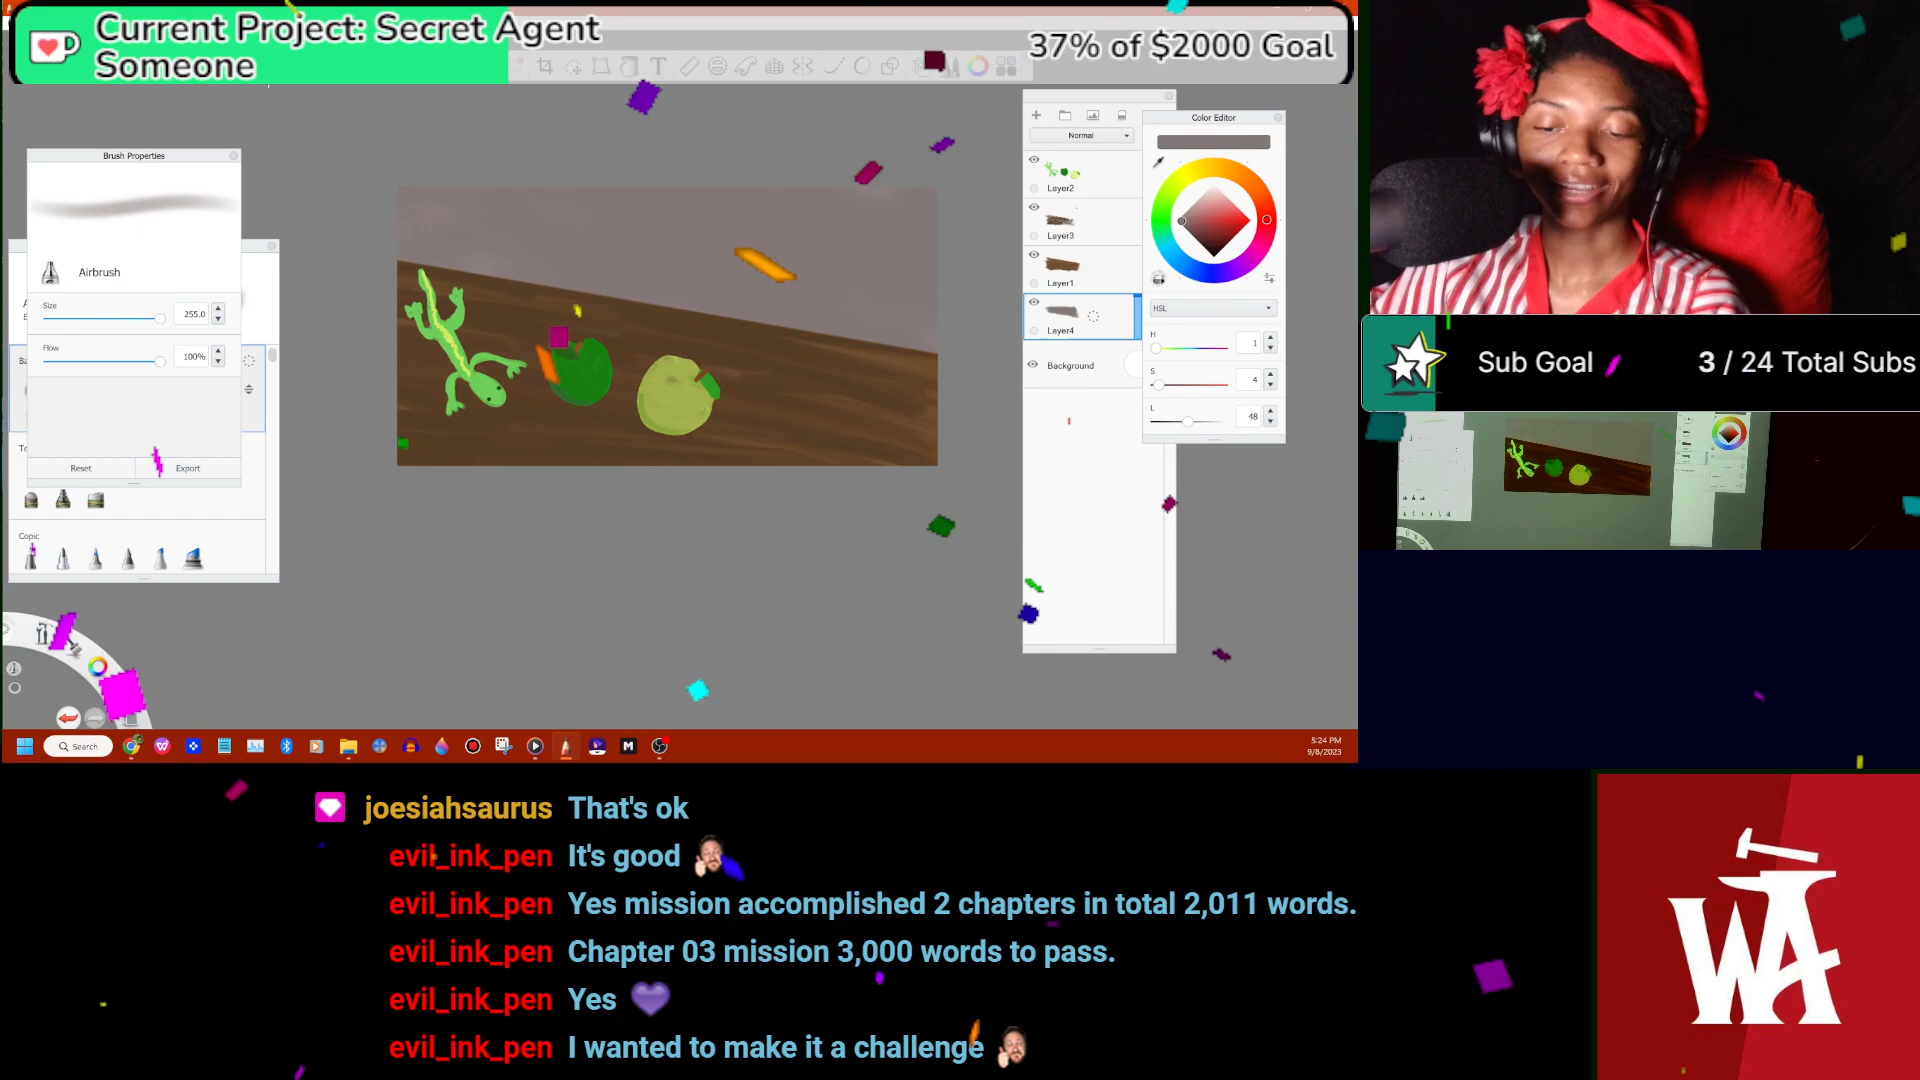 Current Project: Secret Agent
Someone
37% of $2000 Goal
T
Brush Properties
Airbrush
Size
255.0
Flow
100%
Reset
Export
Copic
Normal
Layer2
Layer3
Layer1
Layer4
Background
Color Editor
HSL
H
1
S
4
L
48
Sub Goal
3 / 24 Total Subs
Search
M
5:24 PM
9/8/2023
joesiahsaurus That's ok
evil_ink_pen It's good
evil_ink_pen Yes mission accomplished 2 chapters in total 2,011 words.
evil_ink_pen Chapter 03 mission 3,000 words to pass.
evil_ink_pen Yes
evil_ink_pen I wanted to make it a challenge
WA